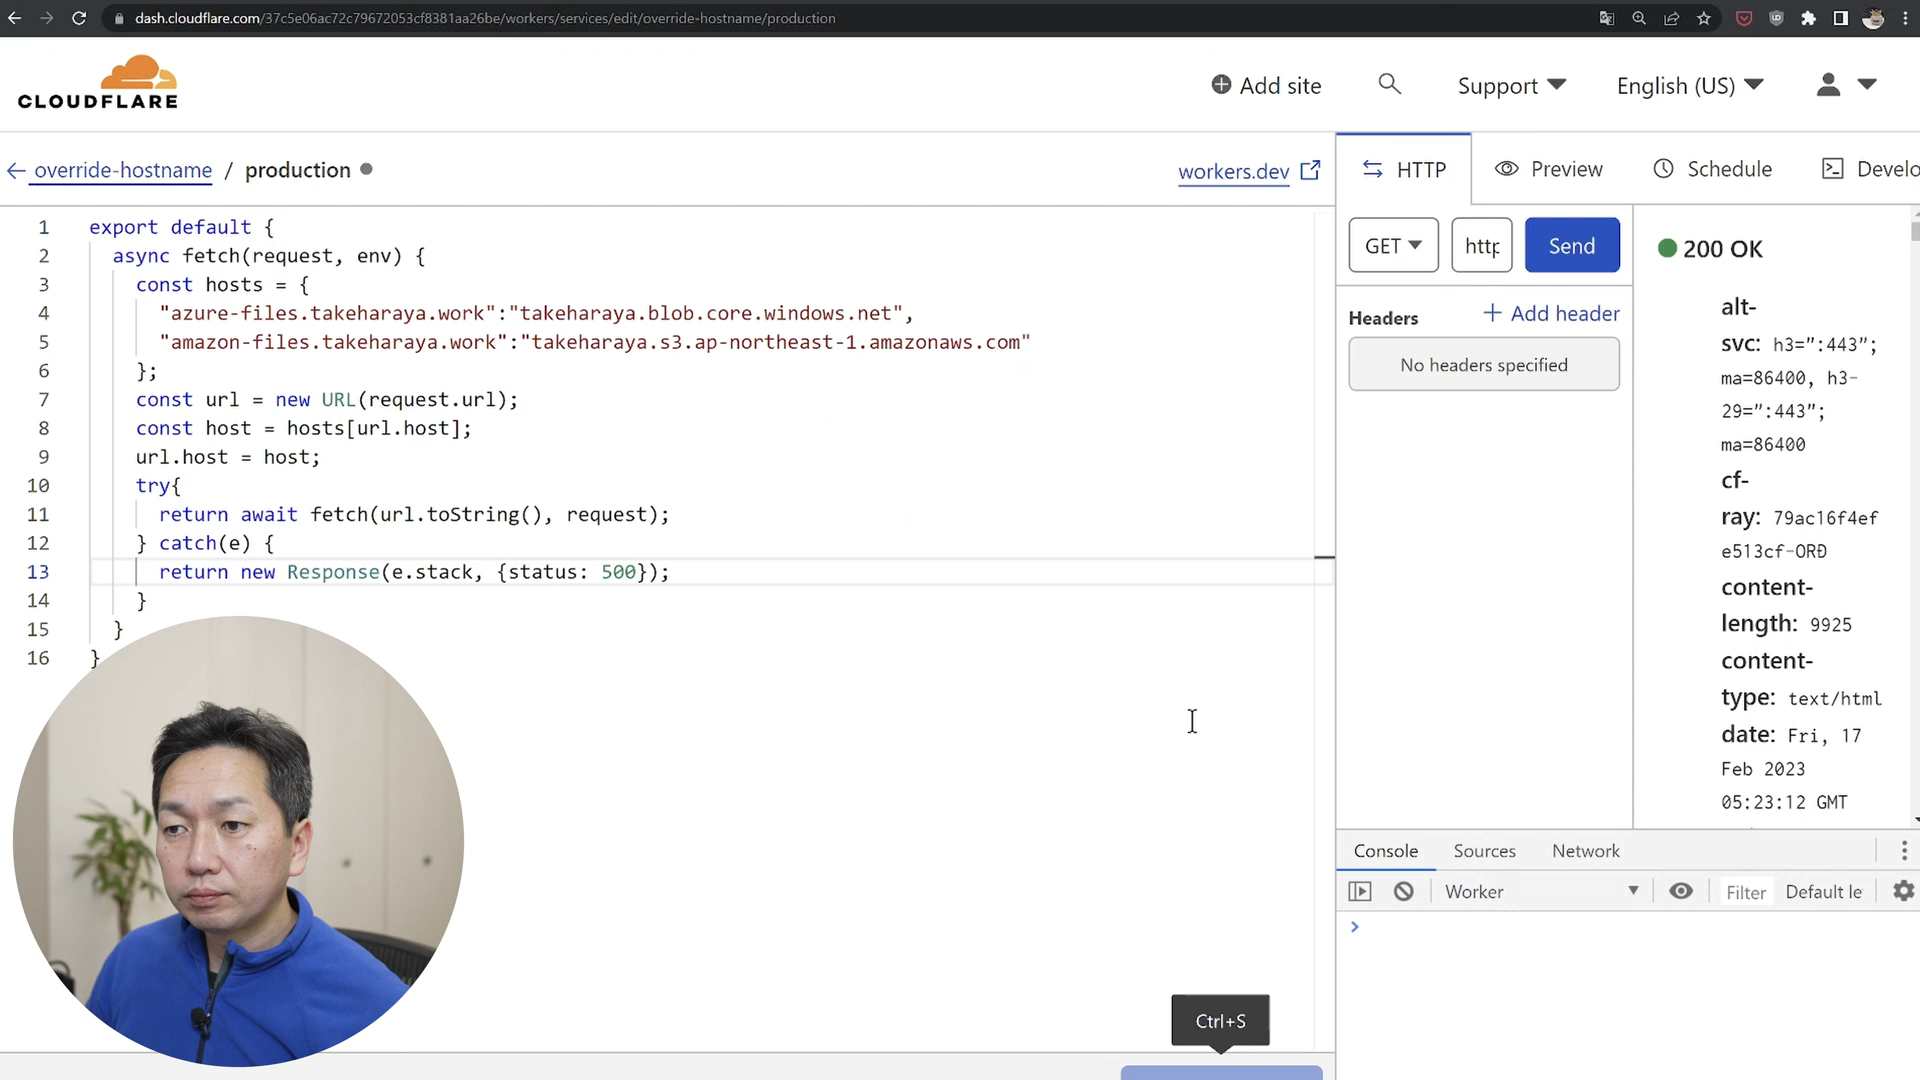 dash.cloudflare.com/37c5e06ac72c79672053cf8381aa26be/workers/services/edit/override-hostname/production
CLOUDFLARE
Add site
Support
English (US)
override-hostname / production
workers.dev
HTTP
Preview
Schedule
Develo
1 export default {
2 async fetch(request, env) {
3 const hosts = {
4 "azure-files.takeharaya.work":"takeharaya.blob.core.windows.net",
5 "amazon-files.takeharaya.work":"takeharaya.s3.ap-northeast-1.amazonaws.com"
6 };
7 const url = new URL(request.url);
8 const host = hosts[url.host];
9 url.host = host;
10 try{
11 return await fetch(url.toString(), request);
12 } catch(e) {
13 return new Response(e.stack, {status: 500});
14 }
15 }
16 }
GET
http
Send
Headers
+ Add header
No headers specified
200 OK
alt-
svc: h3=":443";
ma=86400, h3-
29=":443";
ma=86400
cf-
ray: 79ac16f4ef
e513cf-ORD
content-
length: 9925
content-
type: text/html
date: Fri, 17
Feb 2023
05:23:12 GMT
Console
Sources
Network
Worker
Filter
Default le
Ctrl+S